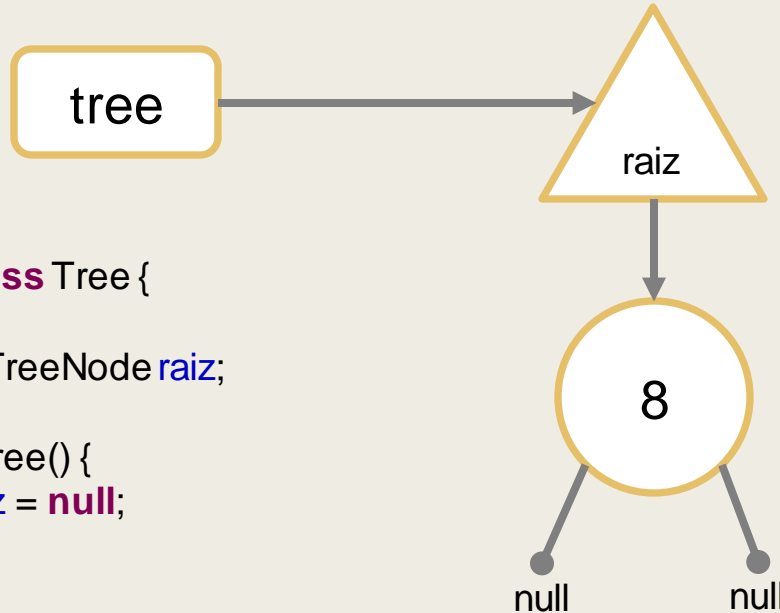 tree
raiz
ss Tree {
TreeNode raiz;
ree() {
z = null;
8
null
null